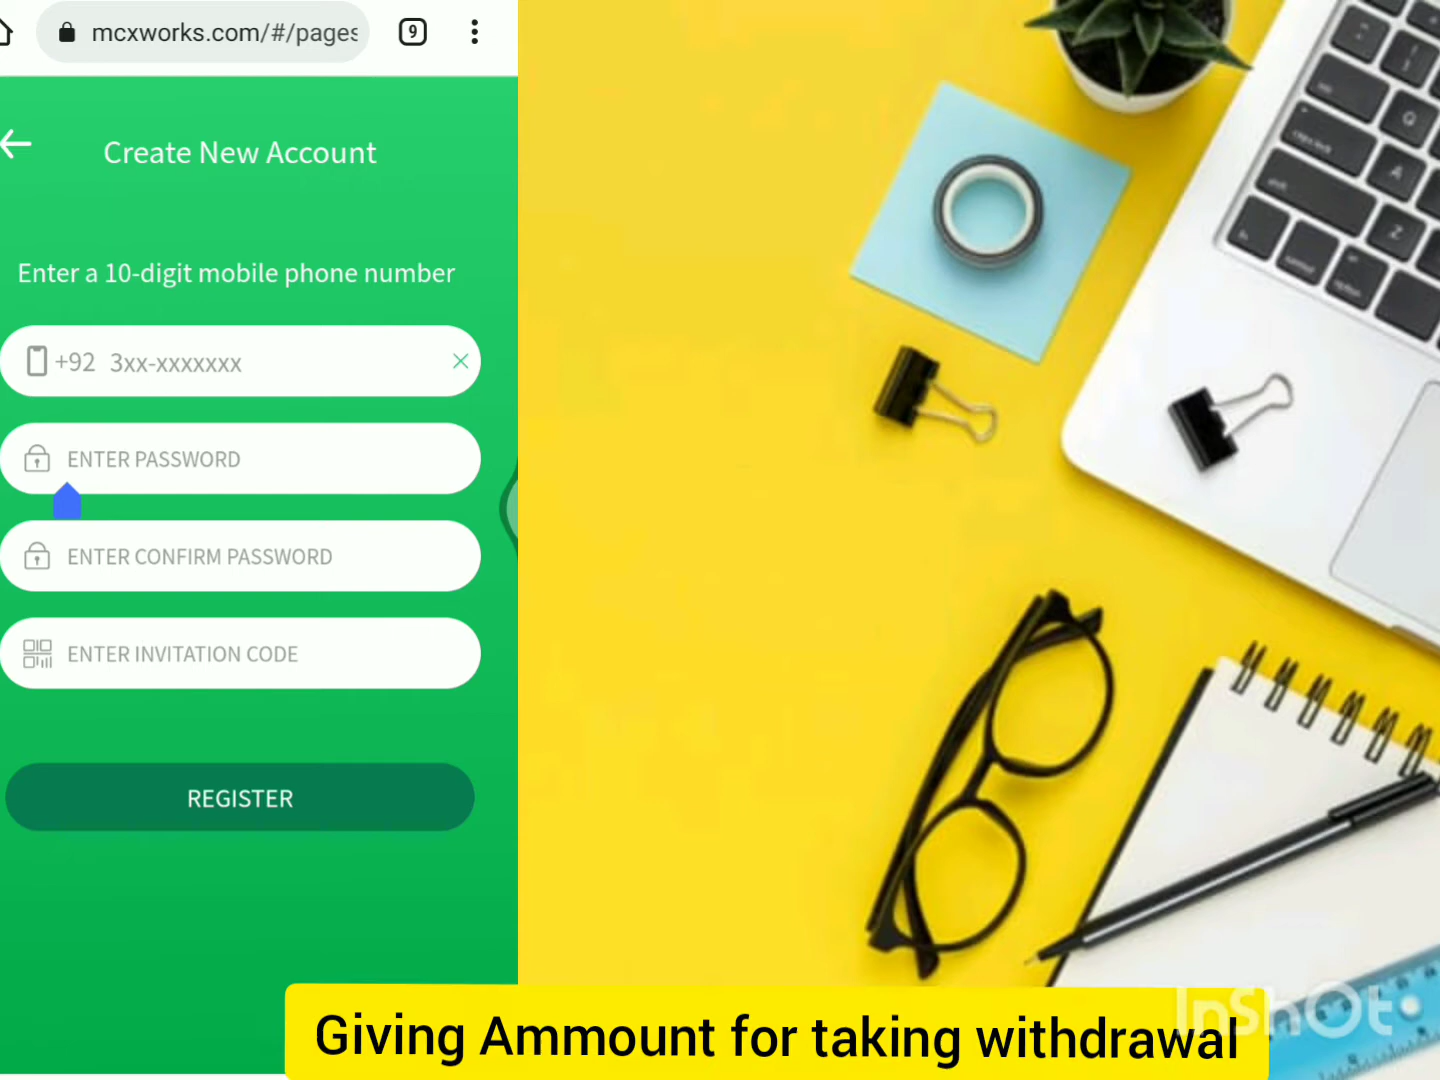 mcxworks.com/#/pages
9
Create New Account
Enter a 10-digit mobile phone number
+92 3xx-xxxxxxx
ENTER PASSWORD
ENTER CONFIRM PASSWORD
ENTER INVITATION CODE
REGISTER
Q
A
Z
InShOt
Giving Ammount for taking withdrawal